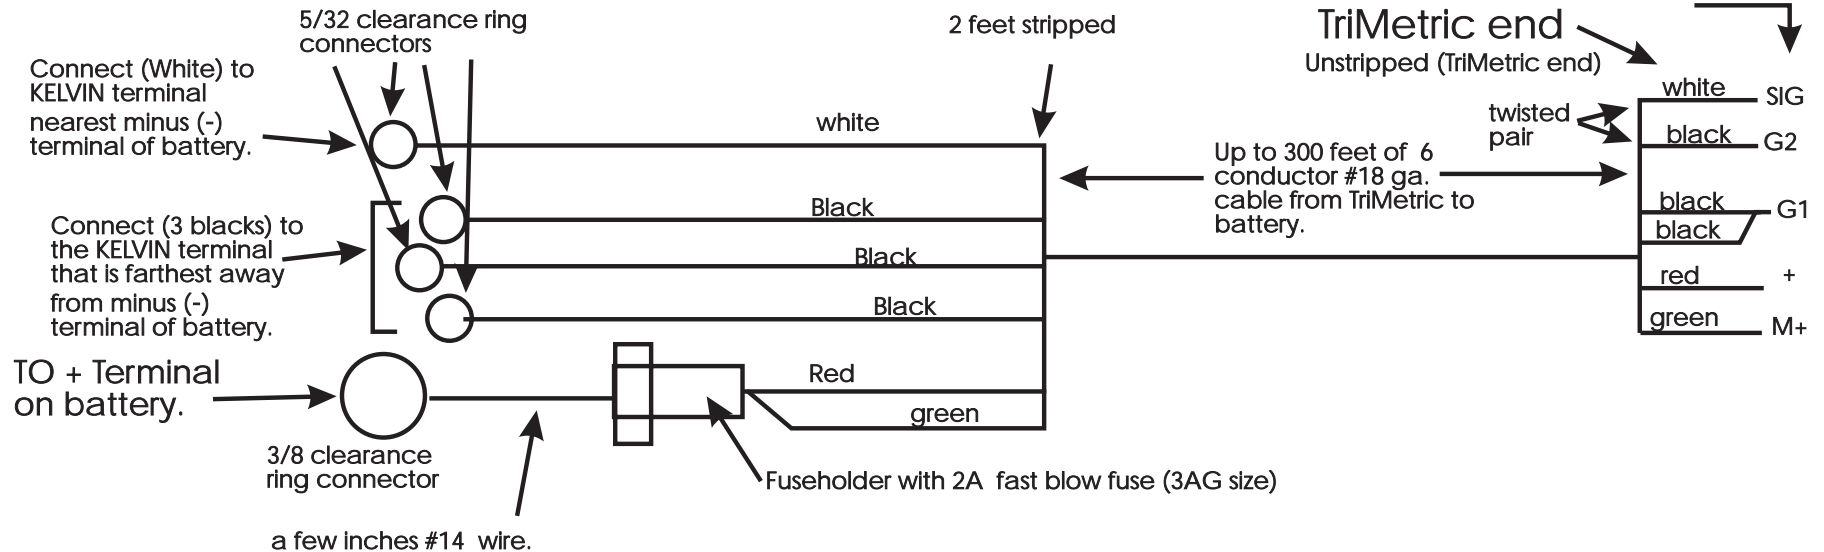 5/32 clearance ring
connectors
Connect (White) to
KELVIN terminal
nearest minus (-)
terminal of battery.
Connect (3 blacks) to
the KELVIN terminal
that is farthest away
from minus (-)
terminal of battery.
TO + Terminal
on battery.
3/8 clearance
ring connector
a few inches #14 wire.
white
Black
Black
Black
Red
green
Fuseholder with 2A fast blow fuse (3AG size)
2 feet stripped
Up to 300 feet of 6
conductor #18 ga.
cable from TriMetric to
battery.
TriMetric end
Unstripped (TriMetric end)
twisted
pair
white SIG
black G2
black G1
black
red +
green M+